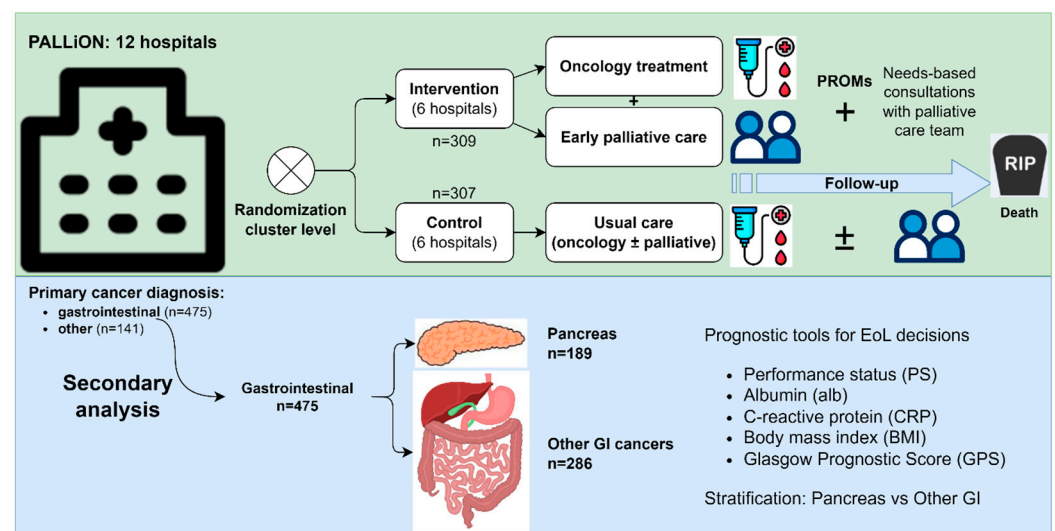 PALLiON: 12 hospitals
Randomization
cluster level
Intervention
(6 hospitals)
n=309
n=307
Control
(6 hospitals)
Oncology treatment
+
Early palliative care
Usual care
(oncology ± palliative)
PROMs
+
Needs-based
consultations
with palliative
care team
Follow-up
RIP
Death
±
Primary cancer diagnosis:
• gastrointestinal (n=475)
• other (n=141)
Secondary
analysis
Gastrointestinal
n=475
Pancreas
n=189
Other GI cancers
n=286
Prognostic tools for EoL decisions
• Performance status (PS)
• Albumin (alb)
• C-reactive protein (CRP)
• Body mass index (BMI)
• Glasgow Prognostic Score (GPS)
Stratification: Pancreas vs Other GI